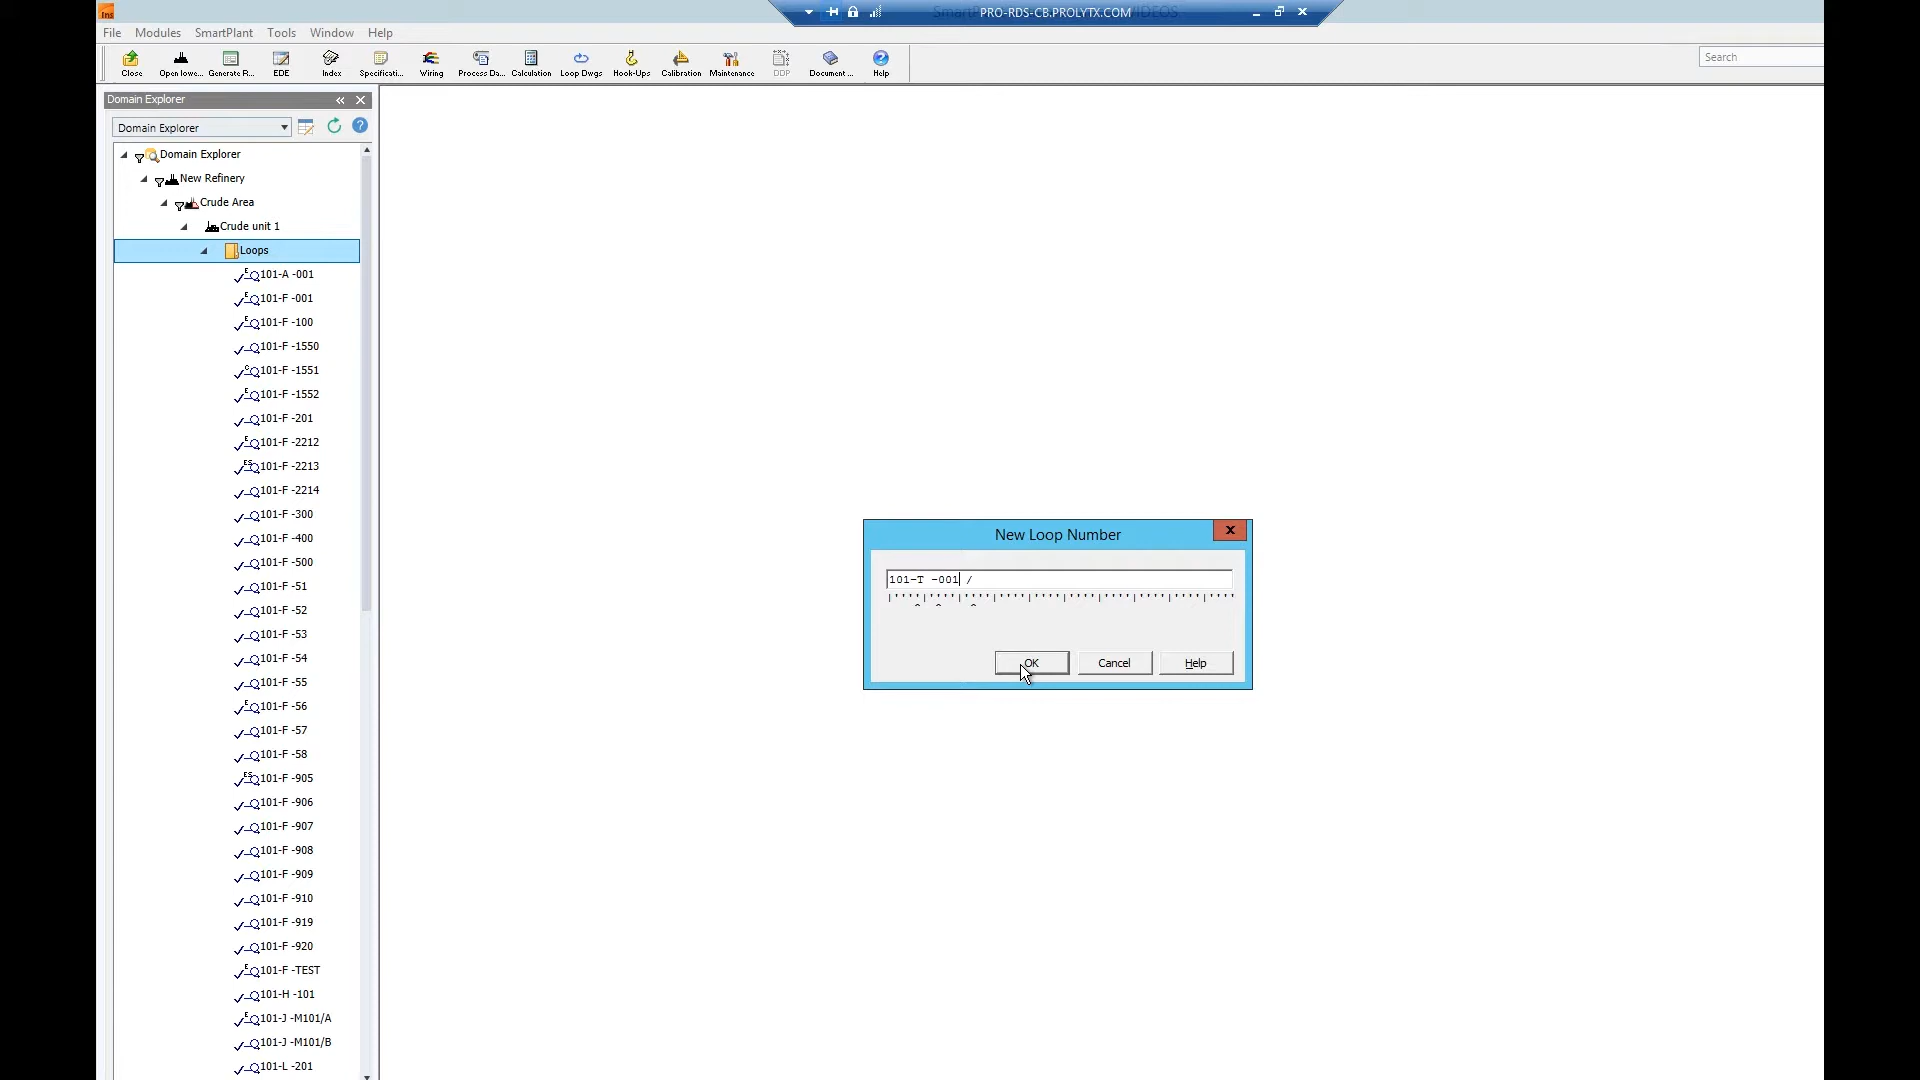 Ins
PRO-RDS-CB.PROLYTX.COM
File Modules SmartPlant Tools Window Help
Close Open lowe... Generate R... EDE Index Specificati... Wiring Process Da... Calculation Loop Dwgs Hook-Ups Calibration Maintenance DDP Document ... Help
Search
Domain Explorer
Domain Explorer
Domain Explorer
New Refinery
Crude Area
Crude unit 1
Loops
101-A -001
101-F -001
101-F -100
101-F -1550
101-F -1551
101-F -1552
101-F -201
101-F -2212
101-F -2213
101-F -2214
101-F -300
101-F -400
101-F -500
101-F -51
101-F -52
101-F -53
101-F -54
101-F -55
101-F -56
101-F -57
101-F -58
101-F -905
101-F -906
101-F -907
101-F -908
101-F -909
101-F -910
101-F -919
101-F -920
101-F -TEST
101-H -101
101-J -M101/A
101-J -M101/B
101-L -201
New Loop Number
101-T -001 /
OK Cancel Help